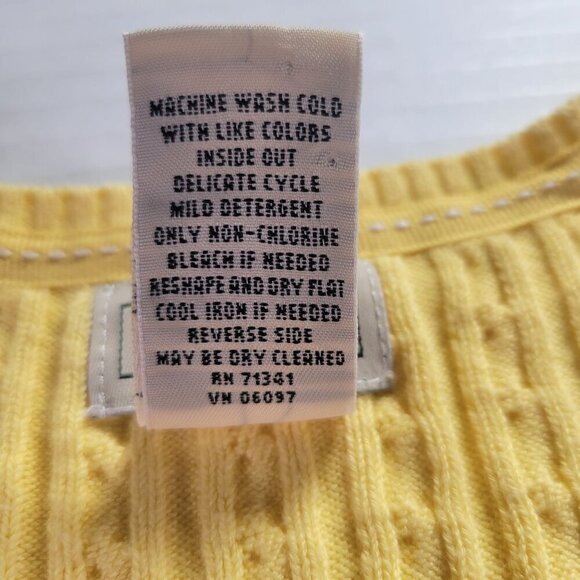 MACHINE WASH COLD
WITH LIKE COLORS
INSIDE OUT
DELICATE CYCLE
MILD DETERGENT
ONLY NON-CHLORINE
BLEACH IF NEEDED
RESHAPE AND DRY FLAT
COOL IRON IF NEEDED
REVERSE SIDE
MAY BE DRY CLEANED
RN 71341
VN 06097